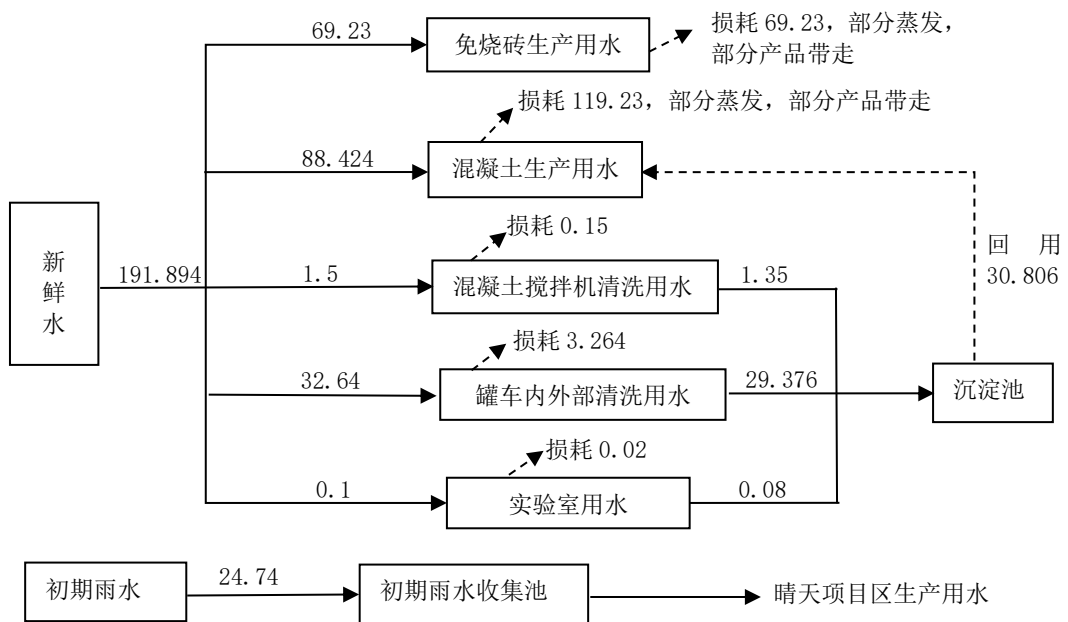 69.23
免烧砖生产用水
损耗 69.23，部分蒸发，
部分产品带走
损耗 119.23，部分蒸发，部分产品带走
88.424
混凝土生产用水
新
鲜
水
191.894
损耗 0.15
1.5
混凝土搅拌机清洗用水
1.35
回 用
30.806
损耗 3.264
32.64
罐车内外部清洗用水
29.376
沉淀池
损耗 0.02
0.1
实验室用水
0.08
初期雨水
24.74
初期雨水收集池
晴天项目区生产用水